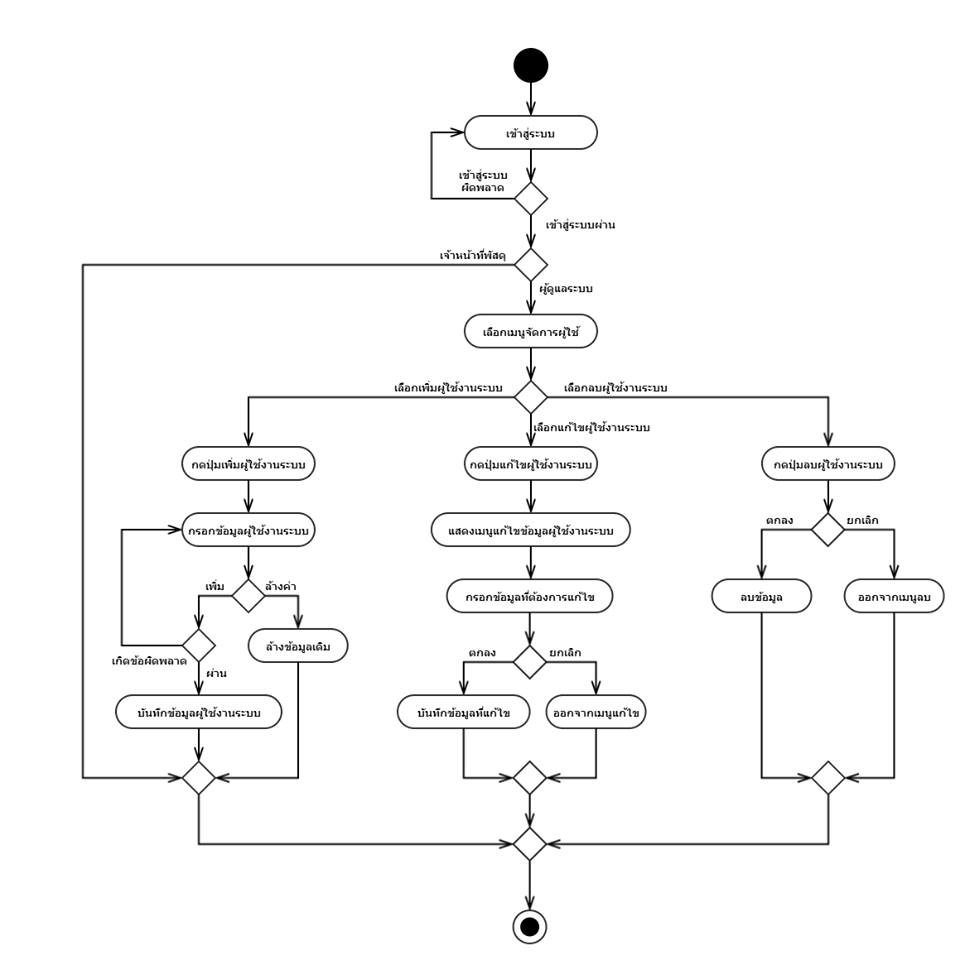 เข้าสู่ระบบ
เข้าสู่ระบบ
ผิดพลาด
เข้าสู่ระบบผ่าน
เจ้าหน้าที่พัสดุ
ผู้ดูแลระบบ
เลือกเมนูจัดการผู้ใช้
เลือกเพิ่มผู้ใช้งานระบบ
เลือกลบผู้ใช้งานระบบ
เลือกแก้ไขผู้ใช้งานระบบ
กดปุ่มเพิ่มผู้ใช้งานระบบ
กดปุ่มแก้ไขผู้ใช้งานระบบ
กดปุ่มลบผู้ใช้งานระบบ
กรอกข้อมูลผู้ใช้งานระบบ
แสดงเมนูแก้ไขข้อมูลผู้ใช้งานระบบ
ตกลง
ยกเลิก
เพิ่ม
ล้างค่า
กรอกข้อมูลที่ต้องการแก้ไข
ลบข้อมูล
ออกจากเมนูลบ
ล้างข้อมูลเดิม
เกิดข้อผิดพลาด
ผ่าน
ตกลง
ยกเลิก
บันทึกข้อมูลผู้ใช้งานระบบ
บันทึกข้อมูลที่แก้ไข
ออกจากเมนูแก้ไข